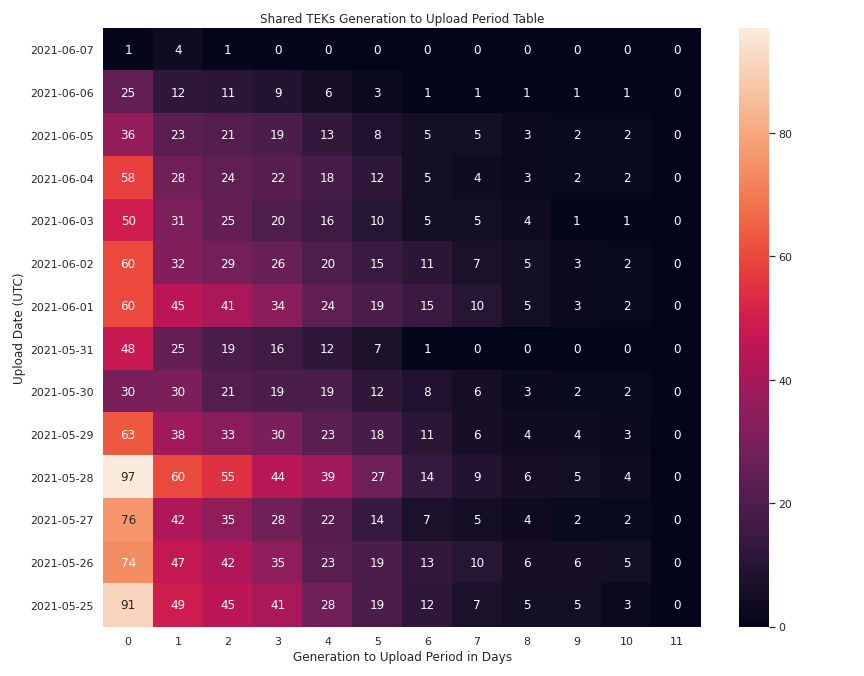 Shared TEKs Generation to Upload Period Table
2021-06-07 1 4 1 0 0 0 0 0 0 0 0 0
2021-06-06 25 12 11 9 6 3 1 1 1 1 1 0
2021-06-05 36 23 21 19 13 8 5 5 3 2 2 0
2021-06-04 58 28 24 22 18 12 5 4 3 2 2 0
2021-06-03 50 31 25 20 16 10 5 5 4 1 1 0
2021-06-02 60 32 29 26 20 15 11 7 5 3 2 0
2021-06-01 60 45 41 34 24 19 15 10 5 3 2 0
2021-05-31 48 25 19 16 12 7 1 0 0 0 0 0
2021-05-30 30 30 21 19 19 12 8 6 3 2 2 0
2021-05-29 63 38 33 30 23 18 11 6 4 4 3 0
2021-05-28 97 60 55 44 39 27 14 9 6 5 4 0
2021-05-27 76 42 35 28 22 14 7 5 4 2 2 0
2021-05-26 74 47 42 35 23 19 13 10 6 6 5 0
2021-05-25 91 49 45 41 28 19 12 7 5 5 3 0
0 1 2 3 4 5 6 7 8 9 10 11
Generation to Upload Period in Days
Upload Date (UTC)
80
60
40
20
0